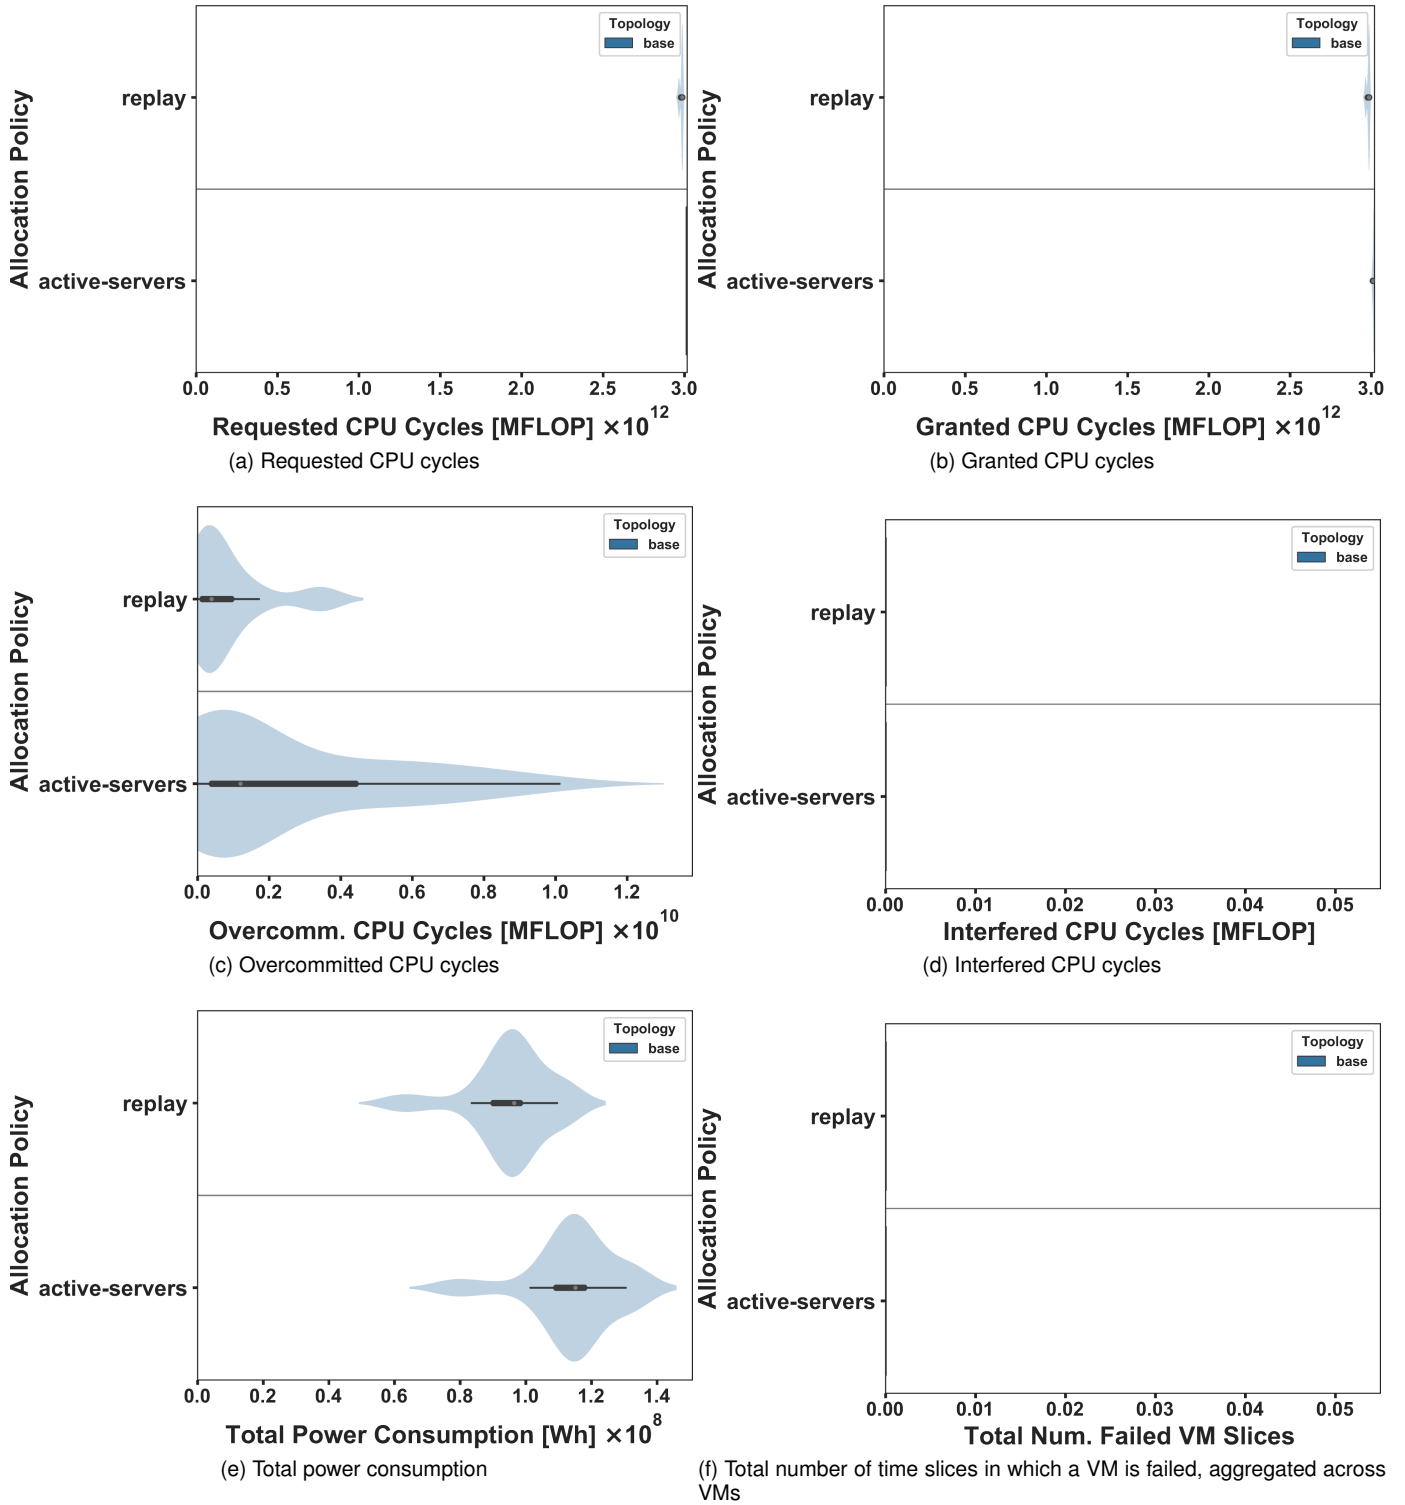 Allocation Policy
replay
active-servers
Topology
base
0.0 0.5 1.0 1.5 2.0 2.5 3.0
Requested CPU Cycles [MFLOP] ×10^12
(a) Requested CPU cycles
Allocation Policy
replay
active-servers
Topology
base
0.0 0.5 1.0 1.5 2.0 2.5 3.0
Granted CPU Cycles [MFLOP] ×10^12
(b) Granted CPU cycles
Allocation Policy
replay
active-servers
Topology
base
0.0 0.2 0.4 0.6 0.8 1.0 1.2
Overcomm. CPU Cycles [MFLOP] ×10^10
(c) Overcommitted CPU cycles
Allocation Policy
replay
active-servers
Topology
base
0.00 0.01 0.02 0.03 0.04 0.05
Interfered CPU Cycles [MFLOP]
(d) Interfered CPU cycles
Allocation Policy
replay
active-servers
Topology
base
0.0 0.2 0.4 0.6 0.8 1.0 1.2 1.4
Total Power Consumption [Wh] ×10^8
(e) Total power consumption
Allocation Policy
replay
active-servers
Topology
base
0.00 0.01 0.02 0.03 0.04 0.05
Total Num. Failed VM Slices
(f) Total number of time slices in which a VM is failed, aggregated across
VMs